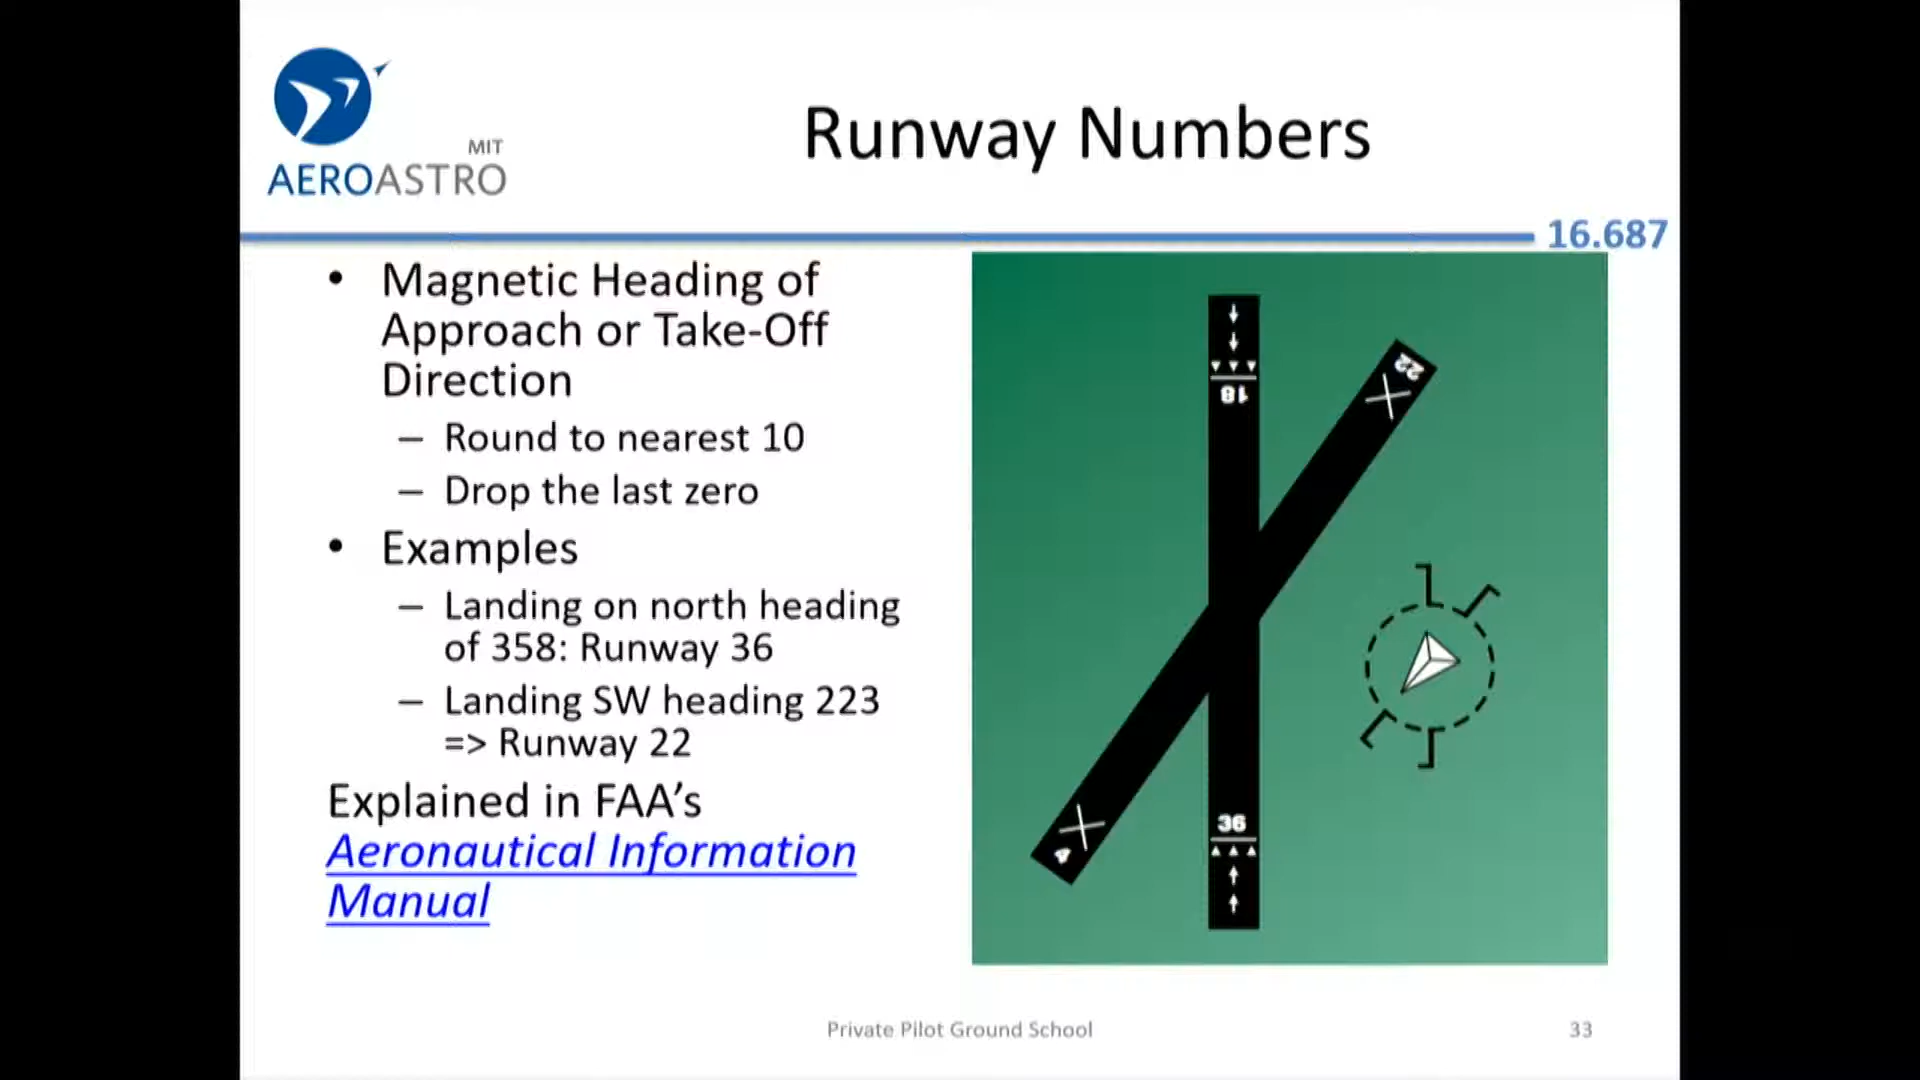 MIT
AEROASTRO
Runway Numbers
16.687
• Magnetic Heading of
Approach or Take-Off
Direction
– Round to nearest 10
– Drop the last zero
• Examples
– Landing on north heading
of 358: Runway 36
– Landing SW heading 223
=> Runway 22
Explained in FAA’s
Aeronautical Information
Manual
18
22
36
4
Private Pilot Ground School
33